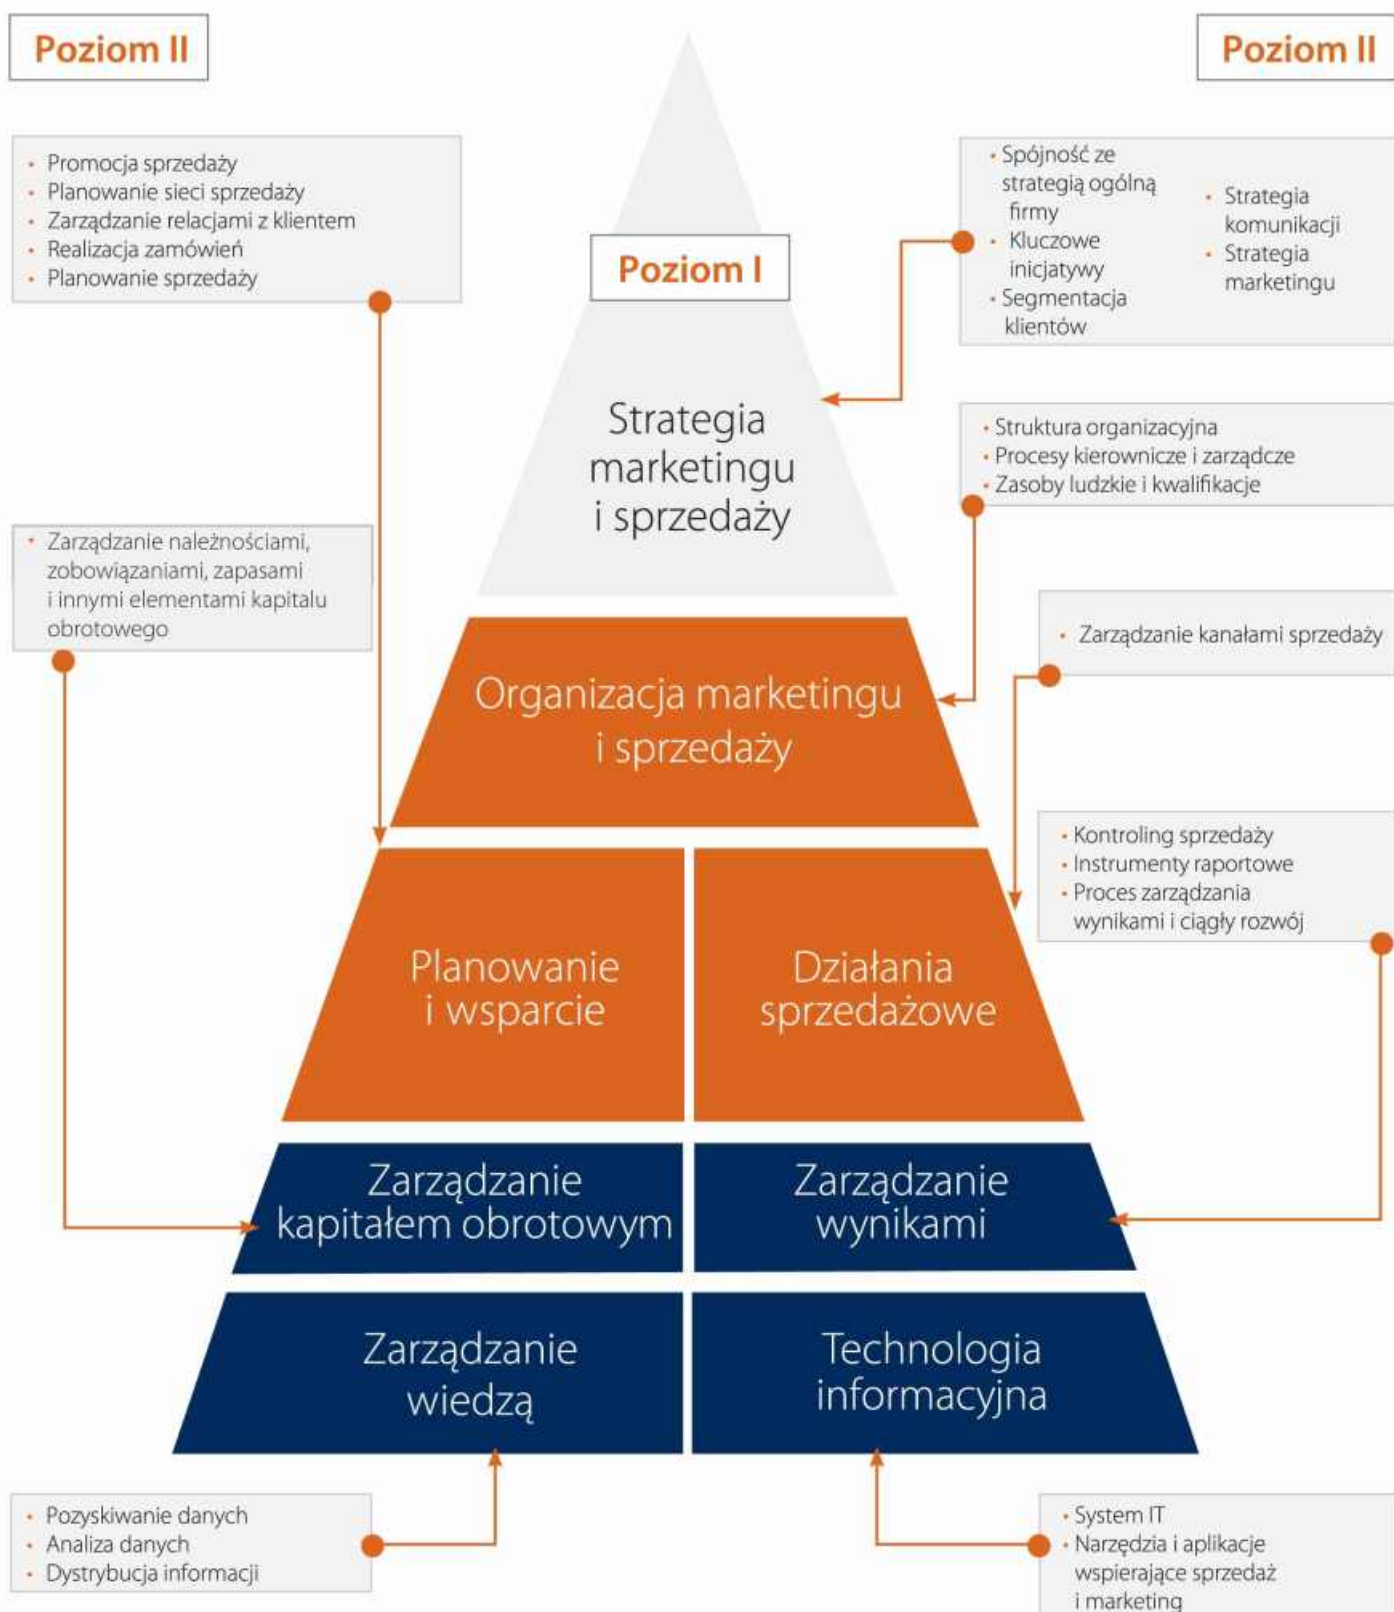 Poziom II
Poziom II
• Promocja sprzedaży
• Planowanie sieci sprzedaży
• Zarządzanie relacjami z klientem
• Realizacja zamówień
• Planowanie sprzedaży
• Spójność ze
strategią ogólną
firmy
• Kluczowe
inicjatywy
• Segmentacja
klientów
• Strategia
komunikacji
• Strategia
marketingu
Poziom I
Strategia
marketingu
i sprzedaży
• Struktura organizacyjna
• Procesy kierownicze i zarządcze
• Zasoby ludzkie i kwalifikacje
• Zarządzanie należnościami,
zobowiązaniami, zapasami
i innymi elementami kapitalu
obrotowego
• Zarządzanie kanałami sprzedaży
Organizacja marketingu
i sprzedaży
• Kontroling sprzedaży
• Instrumenty raportowe
• Proces zarządzania
wynikami i ciągły rozwój
Planowanie
i wsparcie
Działania
sprzedażowe
Zarządzanie
kapitałem obrotowym
Zarządzanie
wynikami
Zarządzanie
wiedzą
Technologia
informacyjna
• Pozyskiwanie danych
• Analiza danych
• Dystrybucja informacji
• System IT
• Narzędzia i aplikacje
wspierające sprzedaż
i marketing